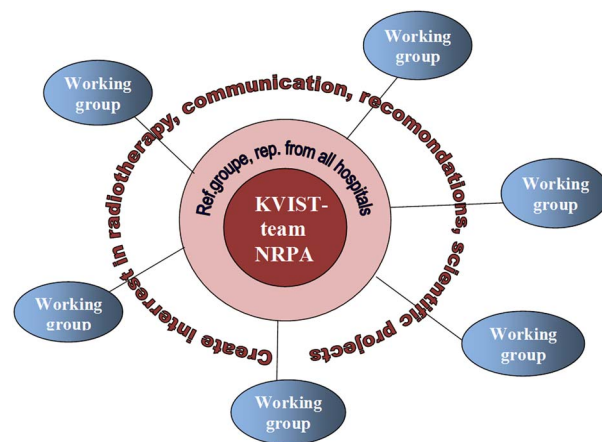 Working
group
Working
group
Create interrest in radiotherapy, communication, recomondations, scientific projects
Ref.groupe, rep. from all hospitals
KVIST-
team
NRPA
Working
group
Working
group
Working
group
Working
group